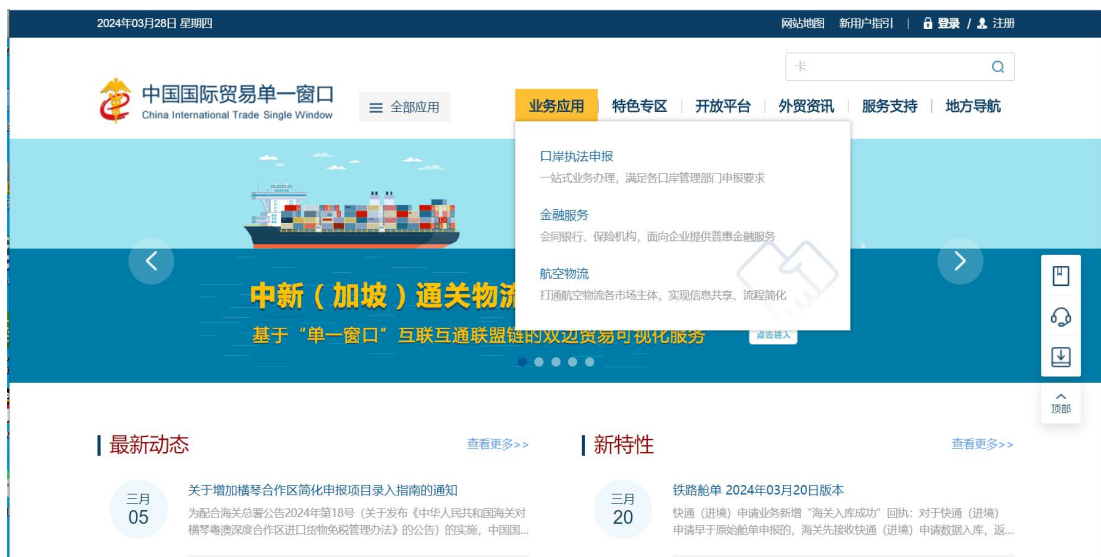 2024年03月28日 星期四
网站地图 新用户指引 | 登录 / 注册
卡
中国国际贸易单一窗口
China International Trade Single Window
全部应用
业务应用 | 特色专区 | 开放平台 | 外贸资讯 | 服务支持 | 地方导航
口岸执法申报
一站式业务办理，满足各口岸管理部门申报要求
金融服务
会同银行、保险机构，面向企业提供普惠金融服务
航空物流
打通航空物流各市场主体，实现信息共享、流程简化
中新（加坡）通关物流
基于“单一窗口”互联互通联盟链的双边贸易可视化服务
点击进入
顶部
最新动态
查看更多>>
三月
05
关于增加横琴合作区简化申报项目录入指南的通知
为配合海关总署公告2024年第18号（关于发布《中华人民共和国海关对
横琴粤澳深度合作区进口货物免税管理办法》的公告）的实施，中国国...
新特性
查看更多>>
三月
20
铁路舱单 2024年03月20日版本
快通（进境）申请业务新增“海关入库成功”回执：对于快通（进境）
申请早于原始舱单申报的，海关先接收快通（进境）申请数据入库，返...